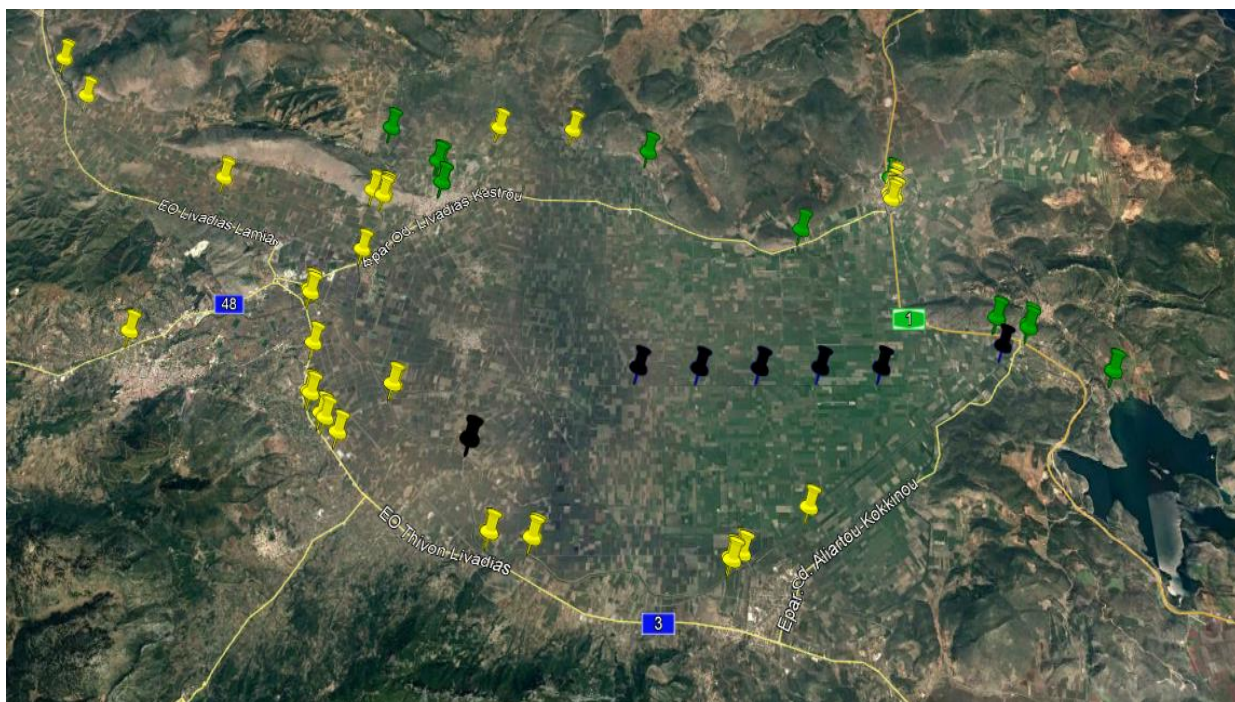 EO Livadias Lamias
Epar Od. Livadias Kastrou
48
1
EO Thivon Livadias
Epar Od. Aliartou-Kokkinou
3